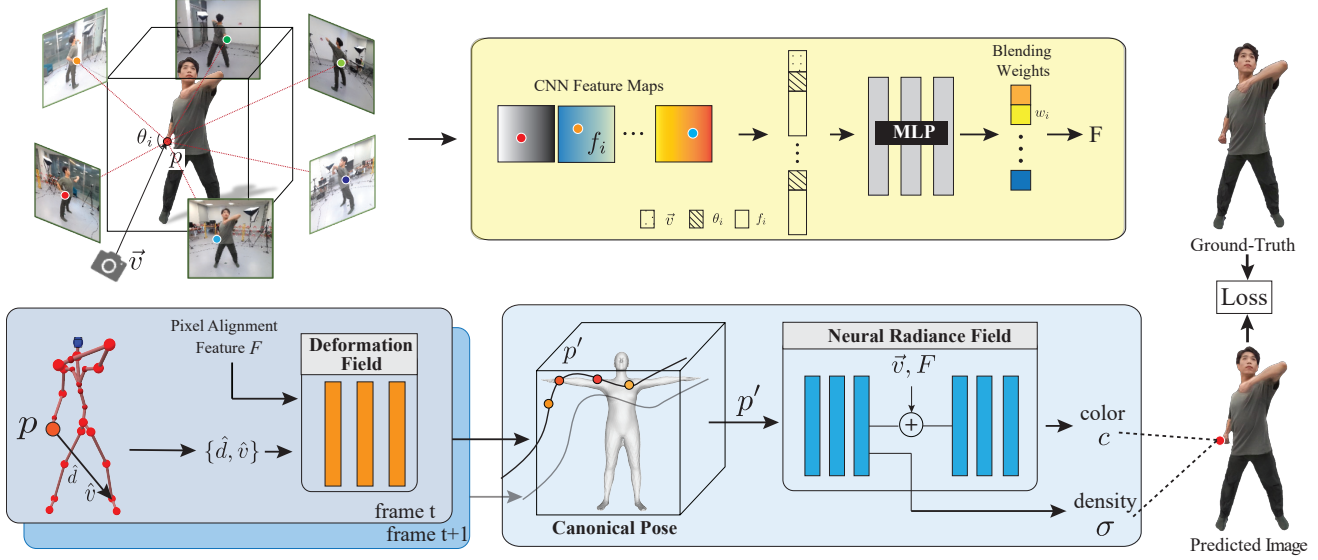 θi
p
v⃗
CNN Feature Maps
fi
...
v⃗
θi
fi
MLP
Blending
Weights
wi
F
Ground-Truth
Loss
Predicted Image
Pixel Alignment
Feature F
Deformation
Field
p
d̂
v̂
{d̂, v̂}
frame t
frame t+1
p'
Canonical Pose
p'
Neural Radiance Field
v⃗, F
+
color
c
density
σ